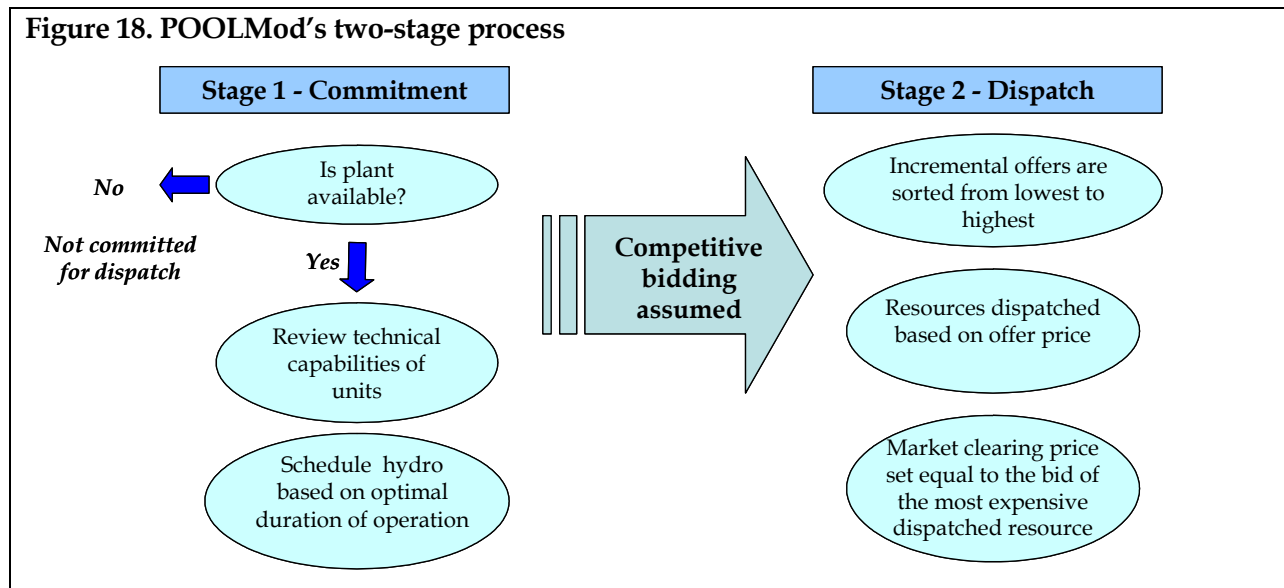 Figure 18. POOLMod's two-stage process
Stage 1 - Commitment
Is plant
available?
No
Not committed
for dispatch
Yes
Review technical
capabilities of
units
Schedule hydro
based on optimal
duration of operation
Competitive
bidding
assumed
Stage 2 - Dispatch
Incremental offers are
sorted from lowest to
highest
Resources dispatched
based on offer price
Market clearing price
set equal to the bid of
the most expensive
dispatched resource